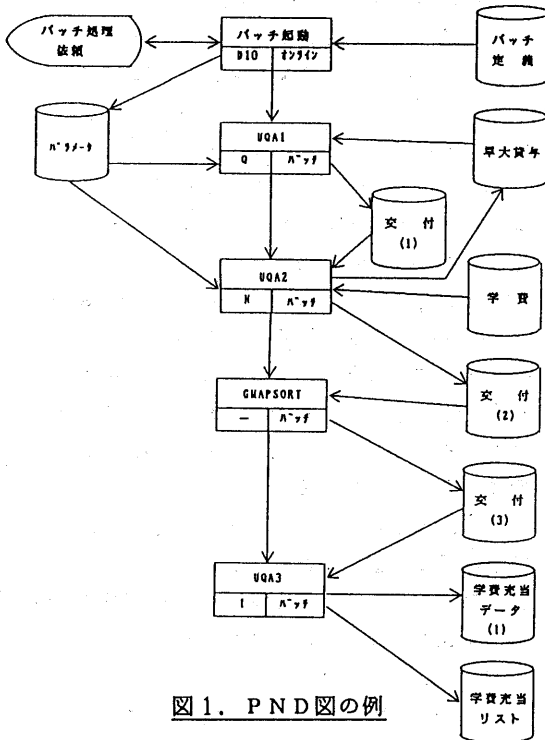 バッチ処理
依頼
バッチ起動
B10 オンライン
バッチ
定義
パラメータ
UQA1
Q バッチ
早大貸与
交付
(1)
UQA2
N バッチ
学費
交付
(2)
GMAPSORT
— バッチ
交付
(3)
UQA3
I バッチ
学費充当
データ
(1)
学費充当
リスト
図1. PND図の例